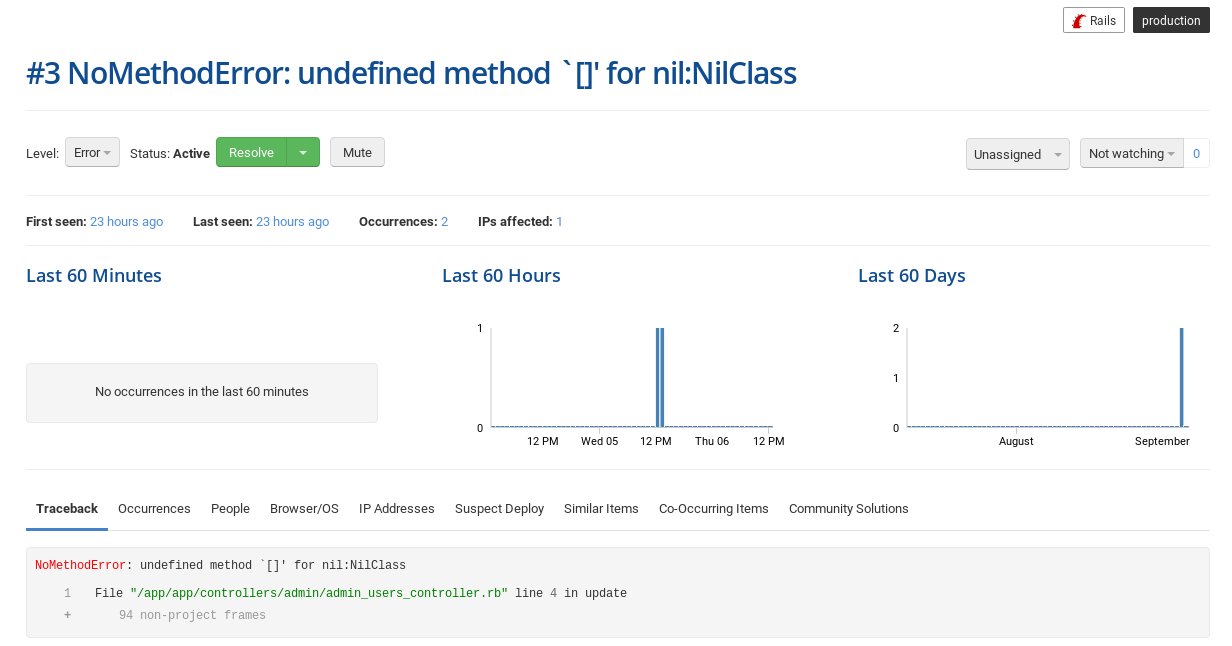 Rails production
#3 NoMethodError: undefined method `[]' for nil:NilClass
Level: Error Status: Active Resolve Mute Unassigned Not watching 0
First seen: 23 hours ago Last seen: 23 hours ago Occurrences: 2 IPs affected: 1
Last 60 Minutes
No occurrences in the last 60 minutes
Last 60 Hours
1
0
12 PM Wed 05 12 PM Thu 06 12 PM
Last 60 Days
2
1
0
August September
Traceback Occurrences People Browser/OS IP Addresses Suspect Deploy Similar Items Co-Occurring Items Community Solutions
NoMethodError: undefined method `[]' for nil:NilClass
1 File "/app/app/controllers/admin/admin_users_controller.rb" line 4 in update
+ 94 non-project frames